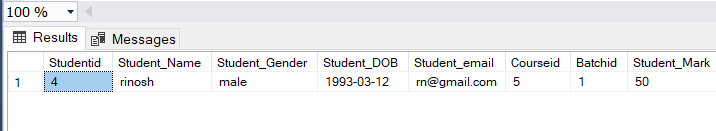 100 %
Results Messages
Studentid Student_Name Student_Gender Student_DOB Student_email Courseid Batchid Student_Mark
1 4 rinosh male 1993-03-12 rn@gmail.com 5 1 50